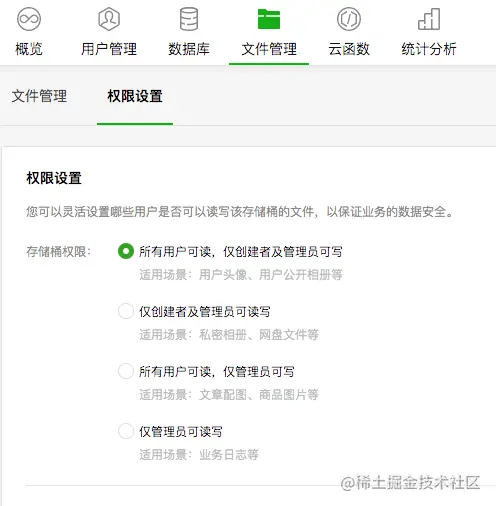 概览 用户管理 数据库 文件管理 云函数 统计分析
文件管理 权限设置
权限设置
您可以灵活设置哪些用户是否可以读写该存储桶的文件，以保证业务的数据安全。
存储桶权限： 所有用户可读，仅创建者及管理员可写
适用场景：用户头像、用户公开相册等
仅创建者及管理员可读写
适用场景：私密相册、网盘文件等
所有用户可读，仅管理员可写
适用场景：文章配图、商品图片等
仅管理员可读写
适用场景：业务日志等
@稀土掘金技术社区